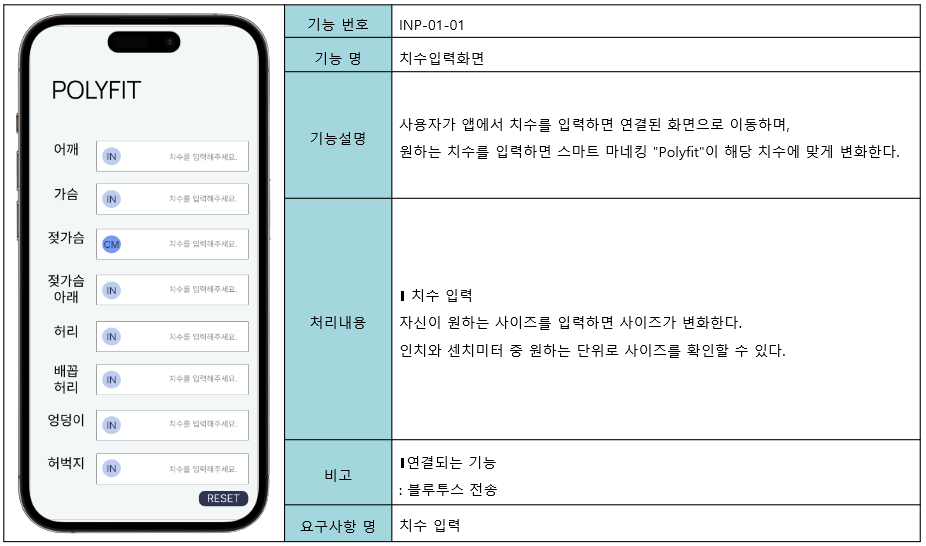 POLYFIT
어깨
IN 치수를 입력해주세요.
가슴
IN 치수를 입력해주세요.
젖가슴
CM 치수를 입력해주세요.
젖가슴
아래
IN 치수를 입력해주세요.
허리
IN 치수를 입력해주세요.
배꼽
허리
IN 치수를 입력해주세요.
엉덩이
IN 치수를 입력해주세요.
허벅지
IN 치수를 입력해주세요.
RESET
기능 번호 INP-01-01
기능 명 치수입력화면
기능설명
사용자가 앱에서 치수를 입력하면 연결된 화면으로 이동하며,
원하는 치수를 입력하면 스마트 마네킹 "Polyfit"이 해당 치수에 맞게 변화한다.
처리내용
▎치수 입력
자신이 원하는 사이즈를 입력하면 사이즈가 변화한다.
인치와 센치미터 중 원하는 단위로 사이즈를 확인할 수 있다.
비고
▎연결되는 기능
: 블루투스 전송
요구사항 명 치수 입력